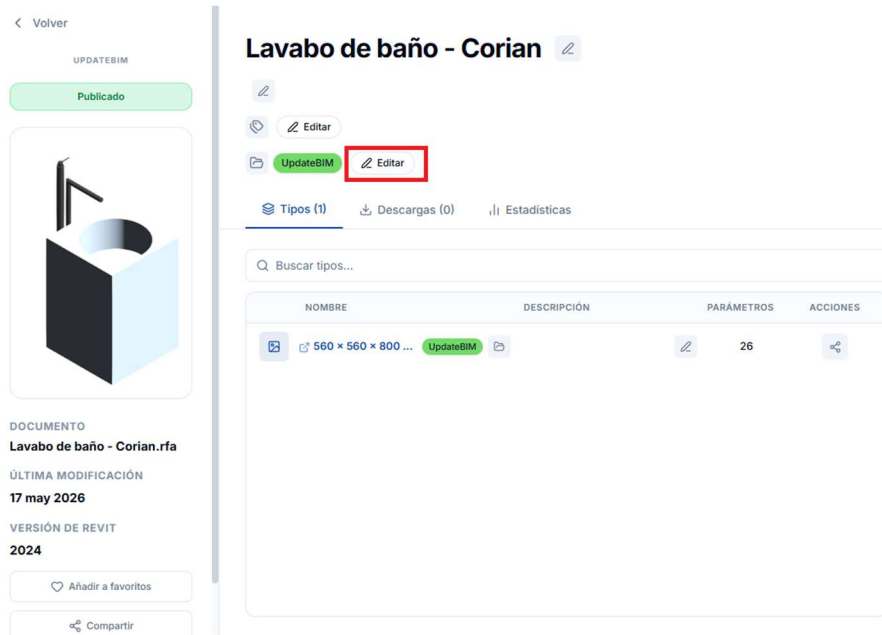 Volver
UPDATEBIM
Publicado
DOCUMENTO
Lavabo de baño - Corian.rfa
ÚLTIMA MODIFICACIÓN
17 may 2026
VERSIÓN DE REVIT
2024
Añadir a favoritos
Compartir
Lavabo de baño - Corian
Editar
UpdateBIM Editar
Tipos (1) Descargas (0) Estadísticas
Buscar tipos...
NOMBRE DESCRIPCIÓN PARÁMETROS ACCIONES
560 × 560 × 800 ... UpdateBIM 26